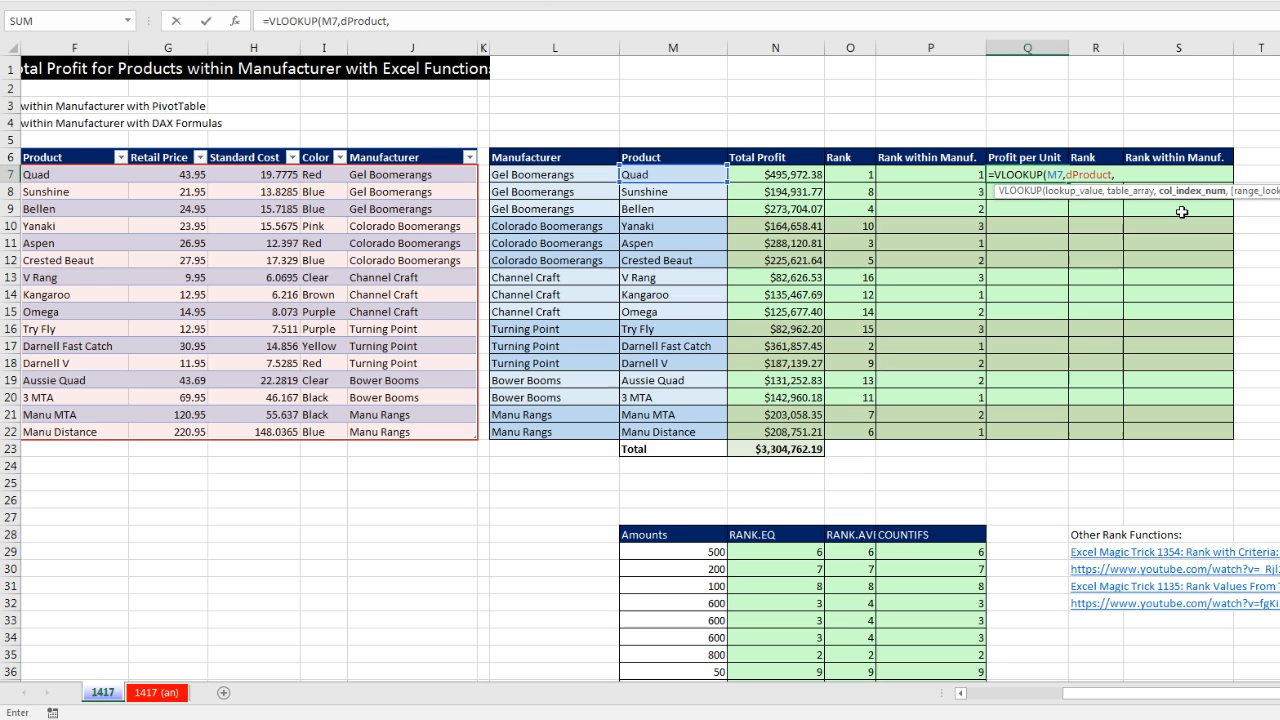 SUM =VLOOKUP(M7,dProduct,
F G H I J K L M N O P Q R S T
1 otal Profit for Products within Manufacturer with Excel Function
2
3 within Manufacturer with PivotTable
4 within Manufacturer with DAX Formulas
5
6 Product Retail Price Standard Cost Color Manufacturer Manufacturer Product Total Profit Rank Rank within Manuf. Profit per Unit Rank Rank within Manuf.
7 Quad 43.95 19.7775 Red Gel Boomerangs Gel Boomerangs Quad $495,972.38 1 1 =VLOOKUP(M7,dProduct,
VLOOKUP(lookup_value, table_array, col_index_num, [range_look
8 Sunshine 21.95 13.8285 Blue Gel Boomerangs Gel Boomerangs Sunshine $194,931.77 8 3
9 Bellen 24.95 15.7185 Blue Gel Boomerangs Gel Boomerangs Bellen $273,704.07 4 2
10 Yanaki 23.95 15.5675 Pink Colorado Boomerangs Colorado Boomerangs Yanaki $164,658.41 10 3
11 Aspen 26.95 12.397 Red Colorado Boomerangs Colorado Boomerangs Aspen $288,120.81 3 1
12 Crested Beaut 27.95 17.329 Blue Colorado Boomerangs Colorado Boomerangs Crested Beaut $225,621.64 5 2
13 V Rang 9.95 6.0695 Clear Channel Craft Channel Craft V Rang $82,626.53 16 3
14 Kangaroo 12.95 6.216 Brown Channel Craft Channel Craft Kangaroo $135,467.69 12 1
15 Omega 14.95 8.073 Purple Channel Craft Channel Craft Omega $125,677.40 14 2
16 Try Fly 12.95 7.511 Purple Turning Point Turning Point Try Fly $82,962.20 15 3
17 Darnell Fast Catch 30.95 14.856 Yellow Turning Point Turning Point Darnell Fast Catch $361,857.45 2 1
18 Darnell V 11.95 7.5285 Red Turning Point Turning Point Darnell V $187,139.27 9 2
19 Aussie Quad 43.69 22.2819 Clear Bower Booms Bower Booms Aussie Quad $131,252.83 13 2
20 3 MTA 69.95 46.167 Black Bower Booms Bower Booms 3 MTA $142,960.18 11 1
21 Manu MTA 120.95 55.637 Black Manu Rangs Manu Rangs Manu MTA $203,058.35 7 2
22 Manu Distance 220.95 148.0365 Blue Manu Rangs Manu Rangs Manu Distance $208,751.21 6 1
23 Total $3,304,762.19
24
25
26
27
28 Amounts RANK.EQ RANK.AV COUNTIFS Other Rank Functions:
29 500 6 6 6 Excel Magic Trick 1354: Rank with Criteria:
30 200 7 7 7 https://www.youtube.com/watch?v=_Rjl
31 100 8 8 8 Excel Magic Trick 1135: Rank Values From
32 600 3 4 3 https://www.youtube.com/watch?v=fgKi
33 600 3 4 3
34 600 3 4 3
35 800 2 2 2
36 50 9 9 9
1417 1417 (an)
Enter